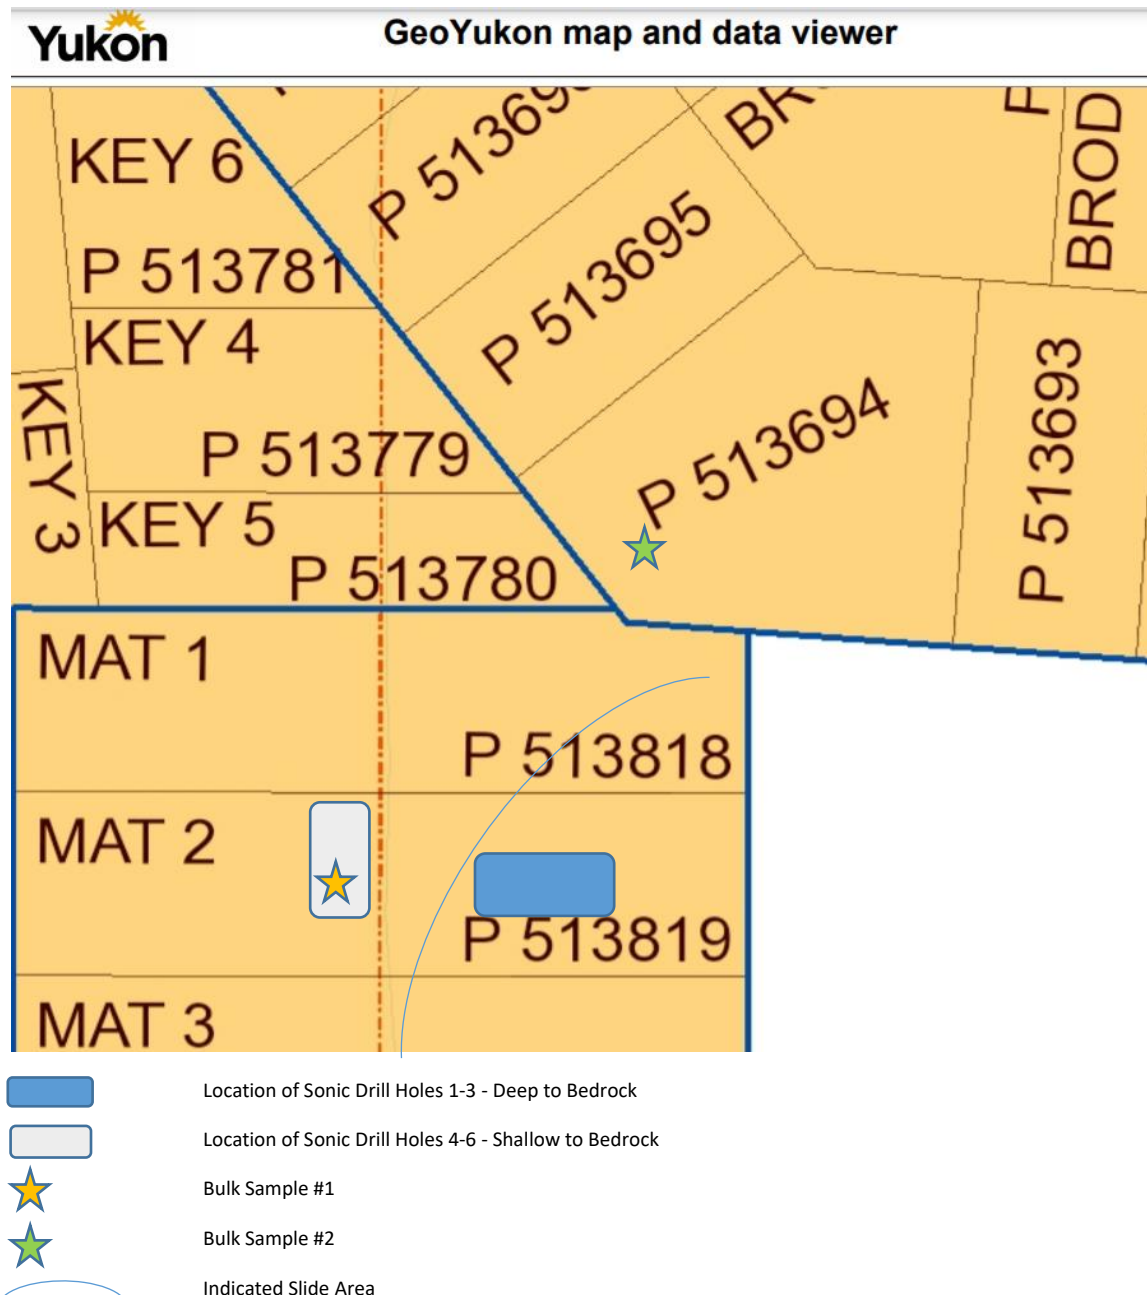 Yukon
GeoYukon map and data viewer
KEY 6
P 513781
KEY 4
P 513779
KEY 3
KEY 5
P 513780
P 513695
P 513694
P 513693
BROD
MAT 1
P 513818
MAT 2
P 513819
MAT 3
Location of Sonic Drill Holes 1-3 - Deep to Bedrock
Location of Sonic Drill Holes 4-6 - Shallow to Bedrock
Bulk Sample #1
Bulk Sample #2
Indicated Slide Area